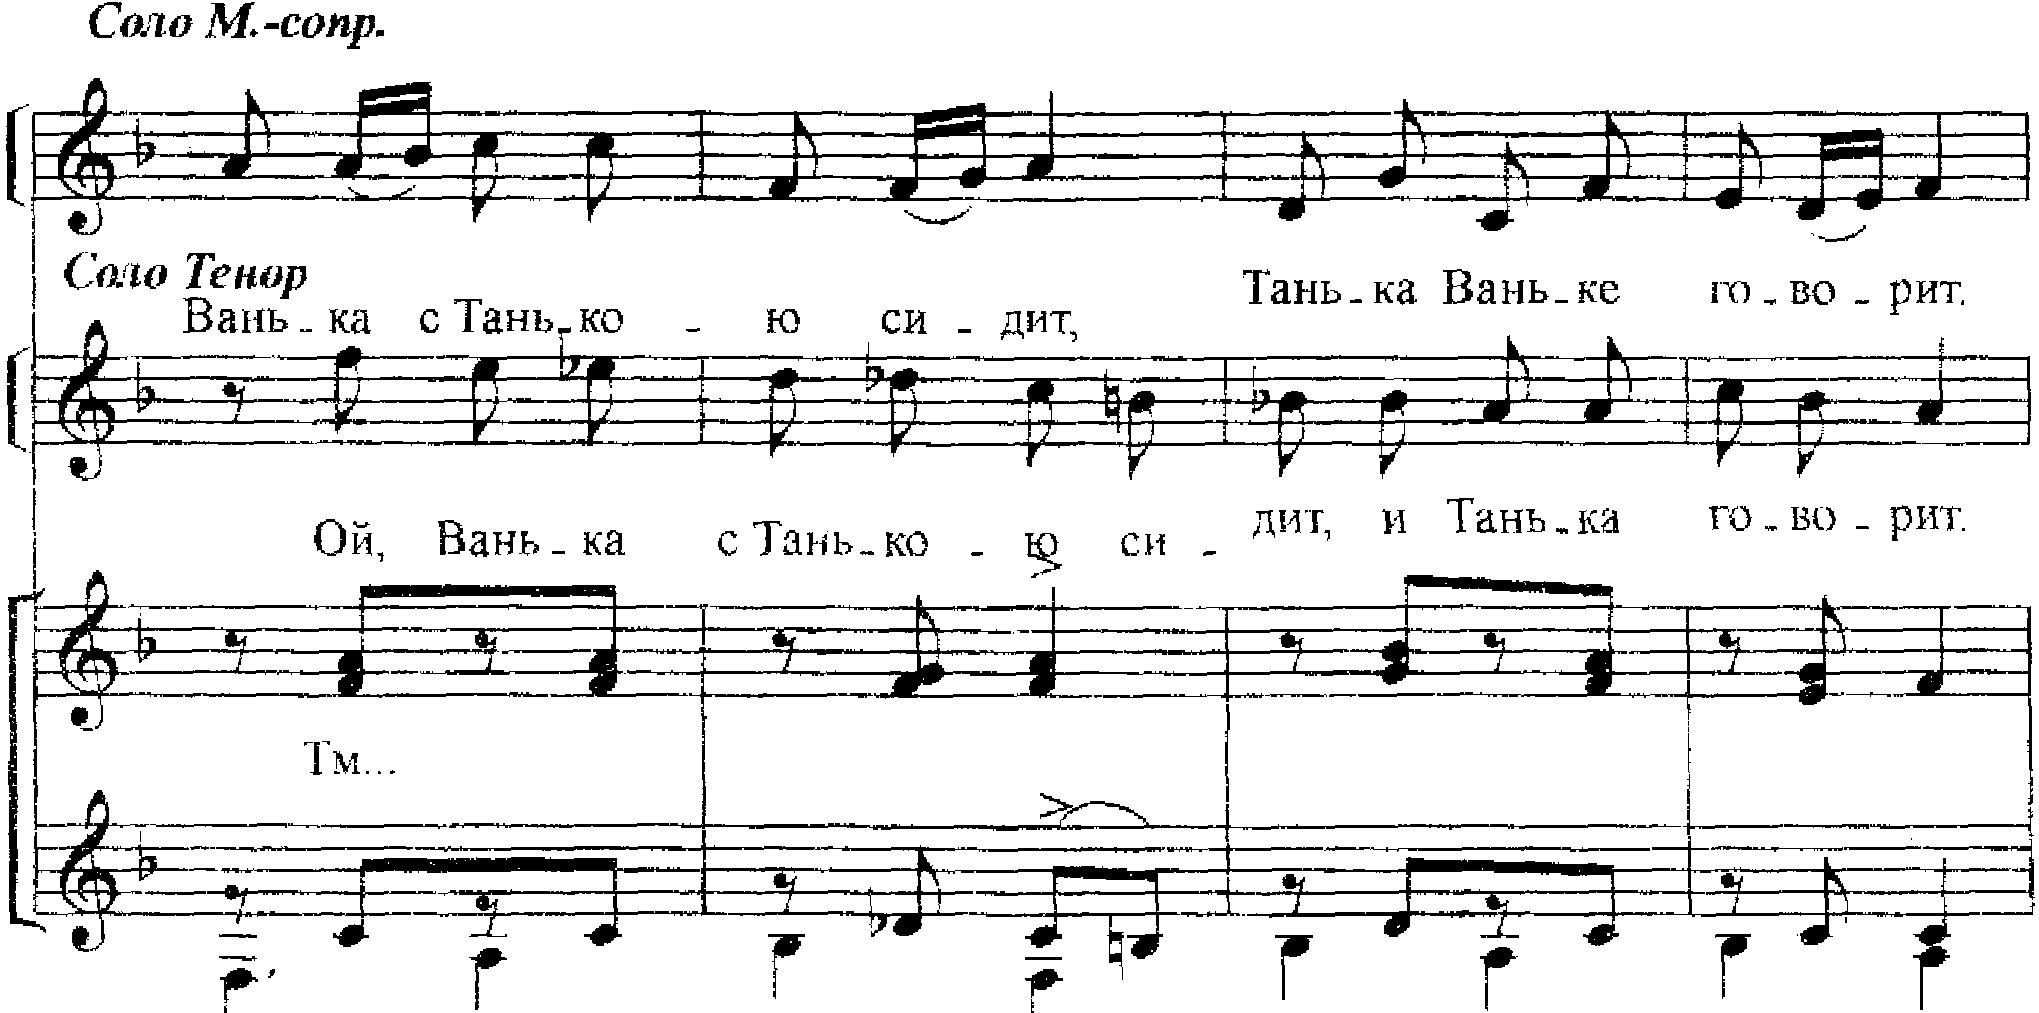 Соло М.-сопр.
Соло Тенор
Вань - ка с Тань - ко - ю си - дит, Тань - ка Вань - ке го - во - рит.
Ой, Вань - ка с Тань - ко - ю си - дит, и Тань - ка го - во - рит.
Тм...